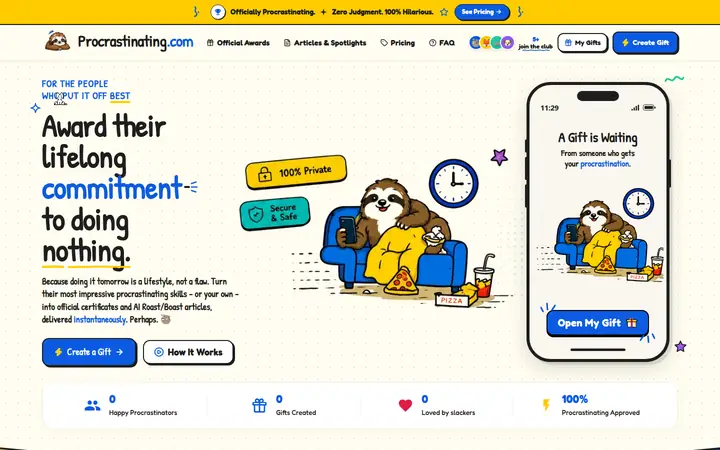 Officially Procrastinating. + Zero Judgment. 100% Hilarious. See Pricing →
Procrastinating.com
Official Awards
Articles & Spotlights
Pricing
FAQ
5+
join the club
My Gifts
Create Gift
FOR THE PEOPLE
WHO PUT IT OFF BEST
Award their
lifelong
commitment
to doing
nothing.
Because doing it tomorrow is a lifestyle, not a flaw. Turn
their most impressive procrastinating skills – or your own –
into official certificates and AI Roast/Boast articles,
delivered instantaneously. Perhaps.
Create a Gift →
How It Works
100% Private
Secure
& Safe
PIZZA
11:29
A Gift is Waiting
From someone who gets
your procrastination.
PIZZA
Open My Gift
0
Happy Procrastinators
0
Gifts Created
0
Loved by slackers
100%
Procrastinating Approved